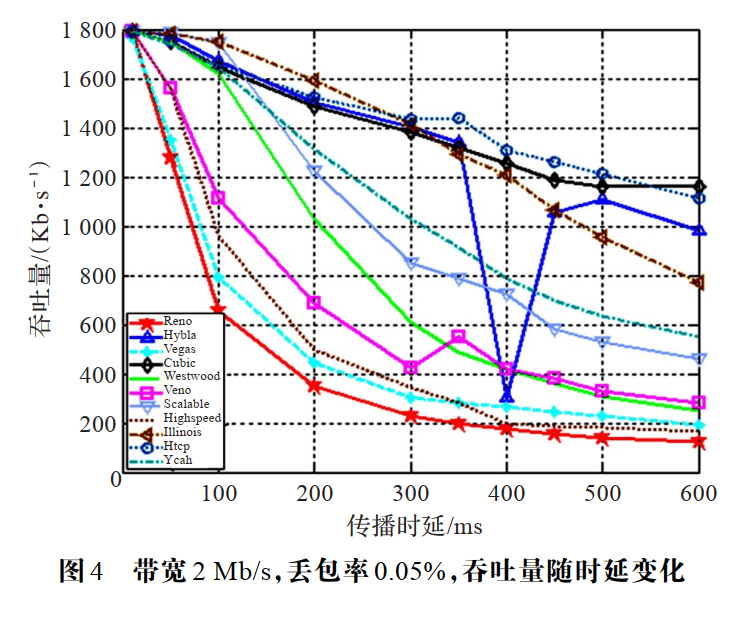 1 800
1 600
1 400
1 200
1 000
800
600
400
200
0
吞吐量/(Kb·s⁻¹)
Reno
Hybla
Vegas
Cubic
Westwood
Veno
Scalable
Highspeed
Illinois
Htcp
Ycah
100 200 300 400 500 600
传播时延/ms
图4 带宽2 Mb/s,丢包率0.05%,吞吐量随时延变化